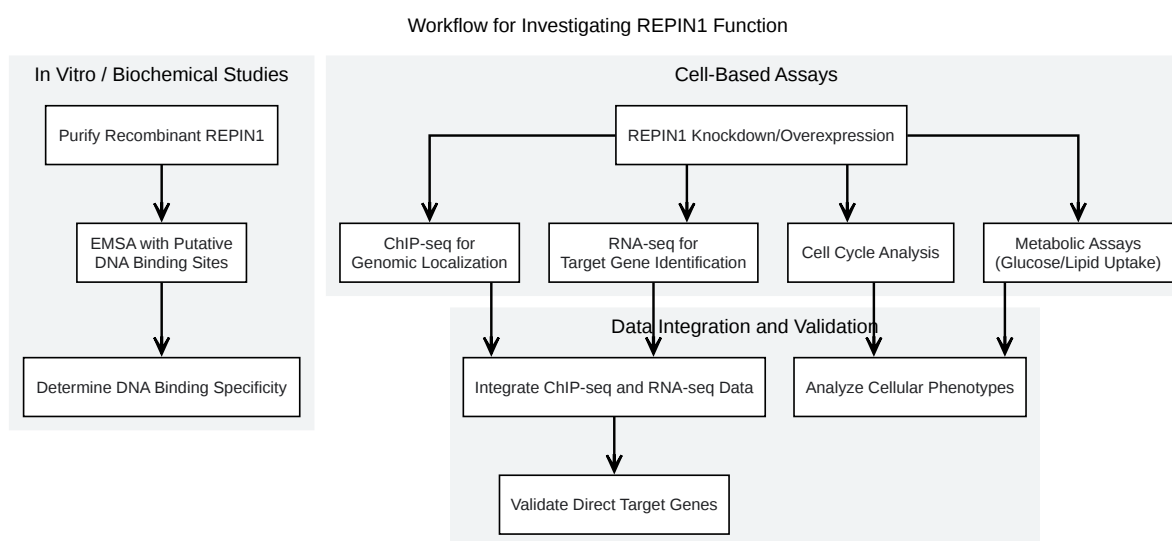 Workflow for Investigating REPIN1 Function
In Vitro / Biochemical Studies
Purify Recombinant REPIN1
EMSA with Putative
DNA Binding Sites
Determine DNA Binding Specificity
Cell-Based Assays
REPIN1 Knockdown/Overexpression
ChIP-seq for
Genomic Localization
RNA-seq for
Target Gene Identification
Cell Cycle Analysis
Metabolic Assays
(Glucose/Lipid Uptake)
Data Integration and Validation
Integrate ChIP-seq and RNA-seq Data
Analyze Cellular Phenotypes
Validate Direct Target Genes